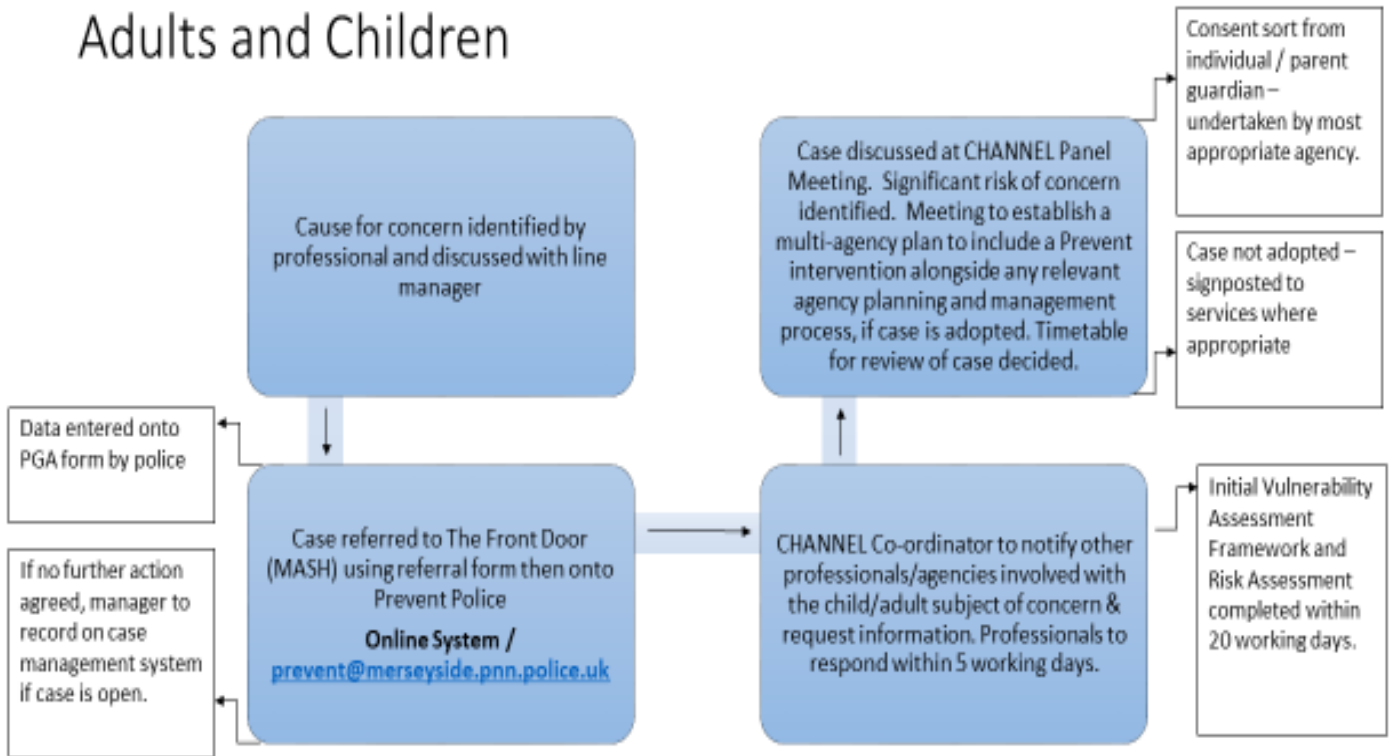 Adults and Children
Cause for concern identified by
professional and discussed with line
manager
Data entered onto
PGA form by police
If no further action
agreed, manager to
record on case
management system
if case is open.
Case referred to The Front Door
(MASH) using referral form then onto
Prevent Police
Online System /
prevent@merseyside.pnn.police.uk
CHANNEL Co-ordinator to notify other
professionals/agencies involved with
the child/adult subject of concern &
request information. Professionals to
respond within 5 working days.
Initial Vulnerability
Assessment
Framework and
Risk Assessment
completed within
20 working days.
Case discussed at CHANNEL Panel
Meeting. Significant risk of concern
identified. Meeting to establish a
multi-agency plan to include a Prevent
intervention alongside any relevant
agency planning and management
process, if case is adopted. Timetable
for review of case decided.
Consent sort from
individual / parent
guardian –
undertaken by most
appropriate agency.
Case not adopted –
signposted to
services where
appropriate